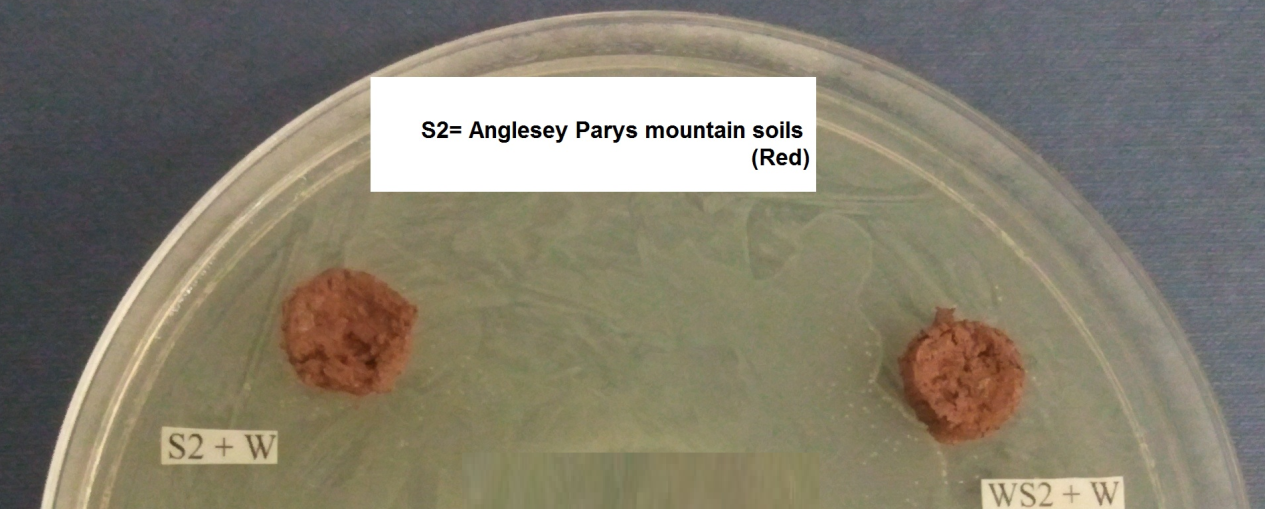 S2= Anglesey Parys mountain soils
(Red)
S2 + W
WS2 + W